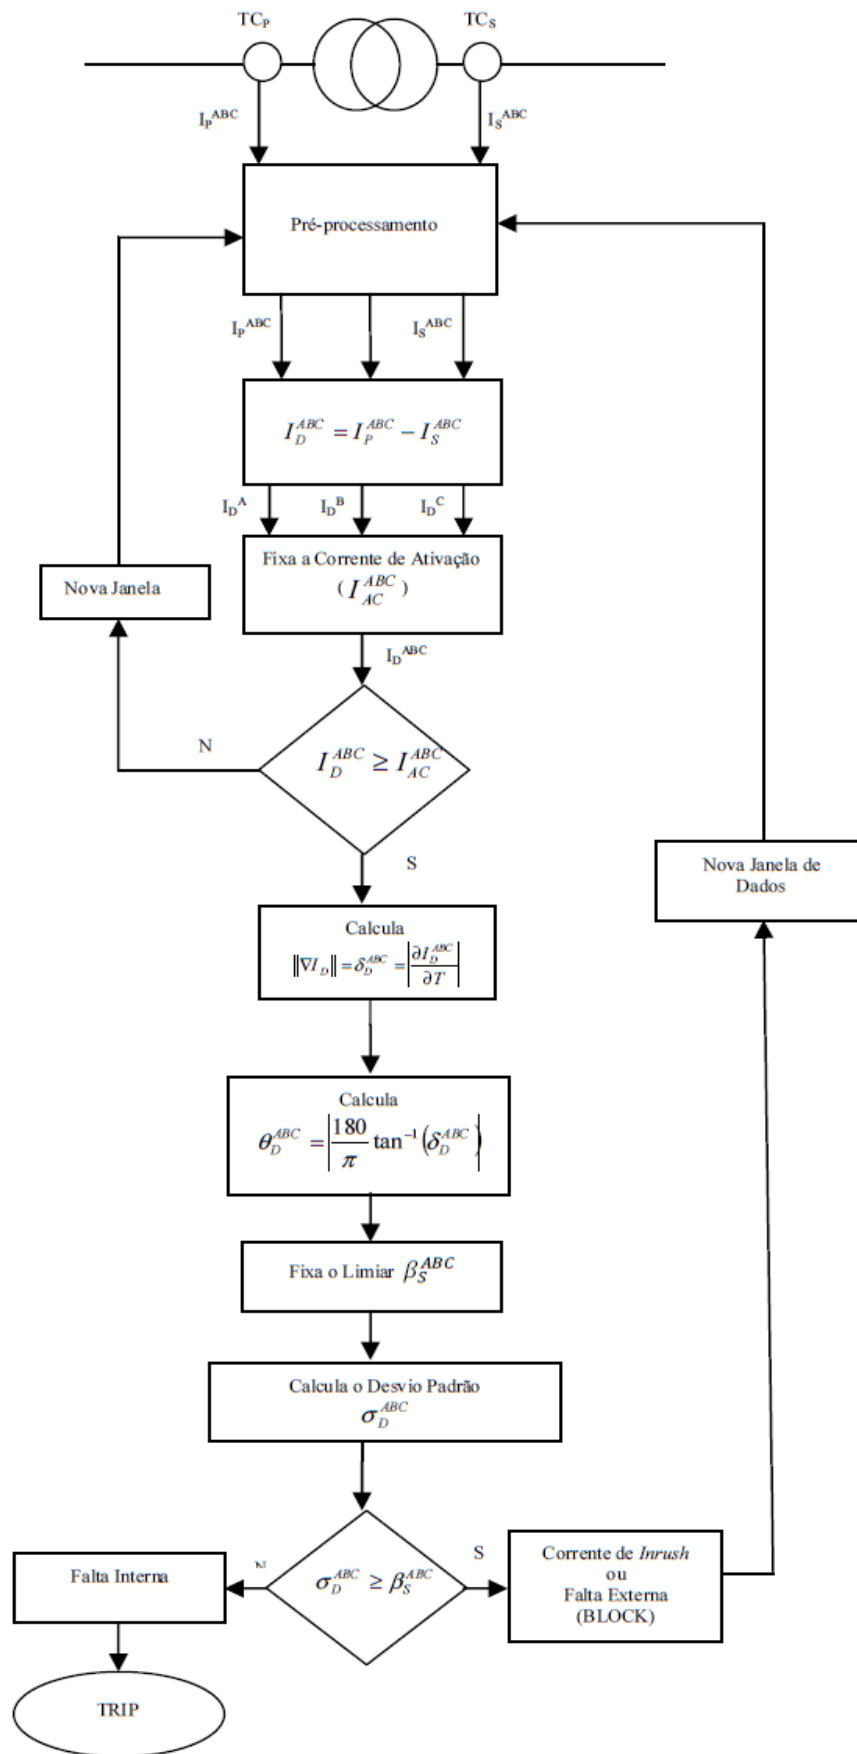 TC_P TC_S
I_P^ABC I_S^ABC
Pré-processamento
I_P^ABC I_S^ABC
I_D^ABC = I_P^ABC − I_S^ABC
I_D^A I_D^B I_D^C
Fixa a Corrente de Ativação
(I_AC^ABC)
Nova Janela
I_D^ABC
N
I_D^ABC ≥ I_AC^ABC
S
Nova Janela de
Dados
Calcula
‖∇I_D‖ = δ_D^ABC = |∂I_D^ABC / ∂T|
Calcula
θ_D^ABC = |180/π tan^−1(δ_D^ABC)|
Fixa o Limiar β_S^ABC
Calcula o Desvio Padrão
σ_D^ABC
Falta Interna
N
σ_D^ABC ≥ β_S^ABC
S
Corrente de Inrush
ou
Falta Externa
(BLOCK)
TRIP